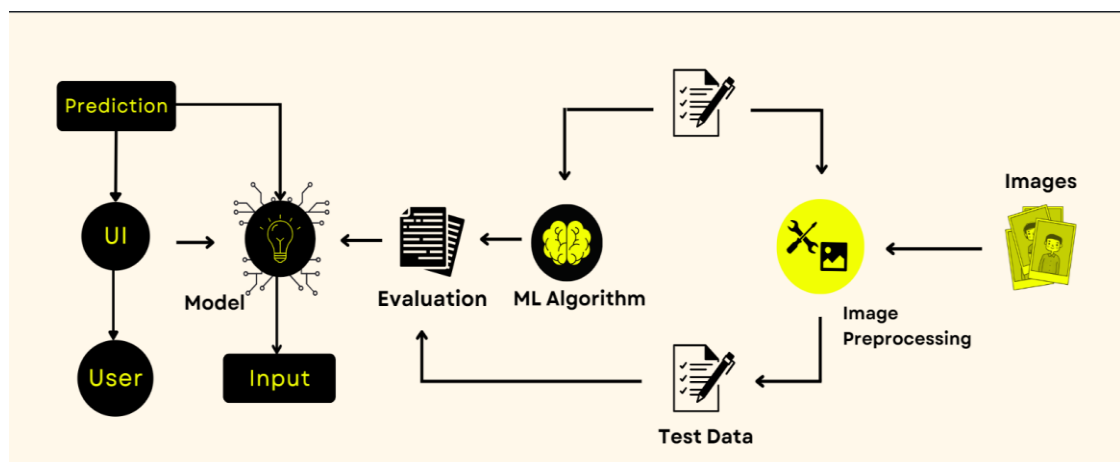 Prediction
Images
UI
Model
Evaluation
ML Algorithm
Image
Preprocessing
User
Input
Test Data